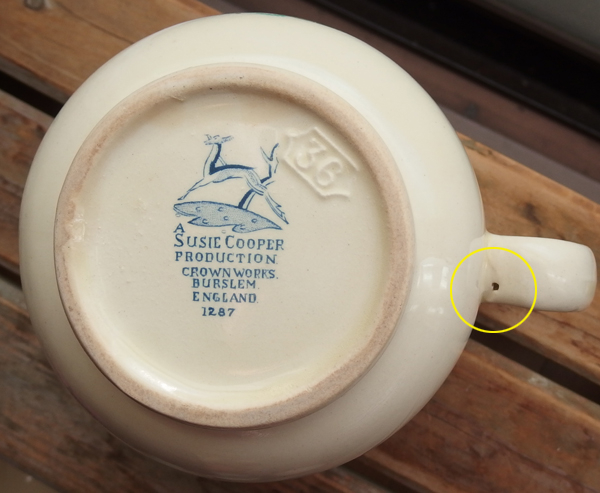 36
A
SUSIE COOPER
PRODUCTION.
CROWN WORKS.
BURSLEM.
ENGLAND.
1287